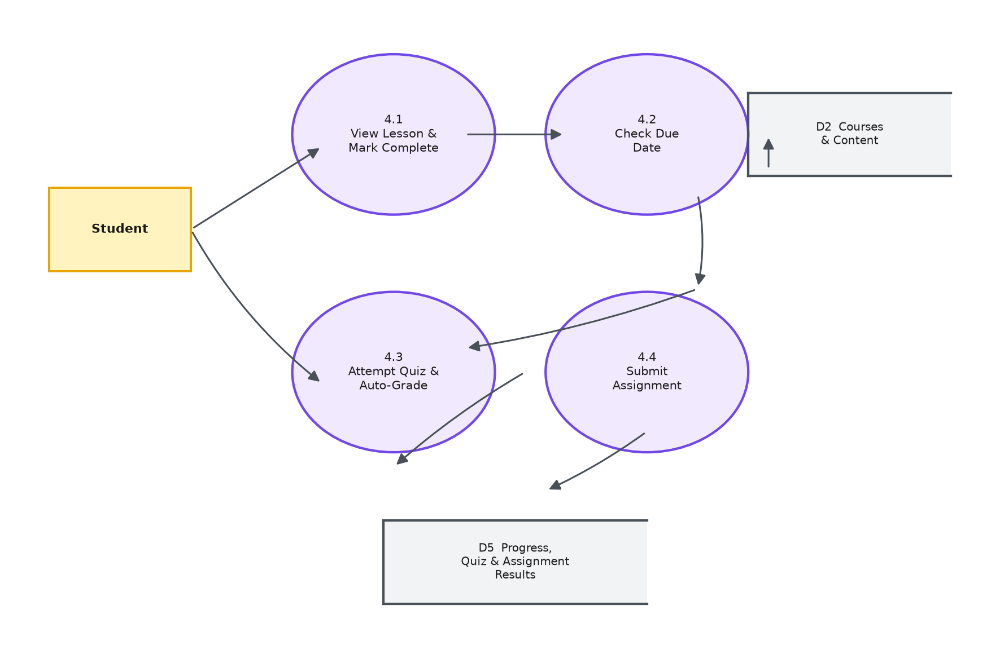 4.1
View Lesson &
Mark Complete
4.2
Check Due
Date
D2  Courses
& Content
Student
4.3
Attempt Quiz &
Auto-Grade
4.4
Submit
Assignment
D5  Progress,
Quiz & Assignment
Results